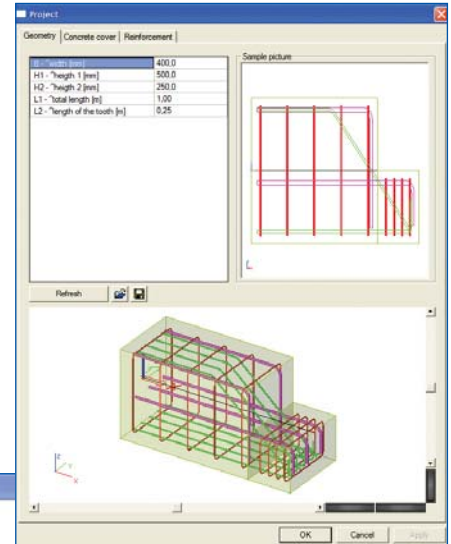 Project
Geometry Concrete cover Reinforcement
B - ~width [mm] 400,0
H1 - ~heigth 1 [mm] 500,0
H2 - ~heigth 2 [mm] 250,0
L1 - ~total length [m] 1,00
L2 - ~length of the tooth [m] 0,25
Sample picture
Refresh
Z
Y
X
OK Cancel Apply